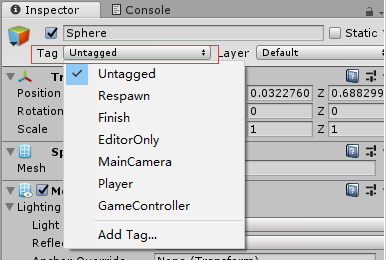 Inspector Console
Sphere Static
Tag Untagged Layer Default
Untagged
Respawn
Finish
EditorOnly
MainCamera
Player
GameController
Add Tag...
Tr
Position 0.0322760 Z 0.688299
Rotatio 0 Z 0
Scale 1 Z 1
Sp
Mesh
Me
Lighting
Light
Refle
Anchor Override None (Transform)